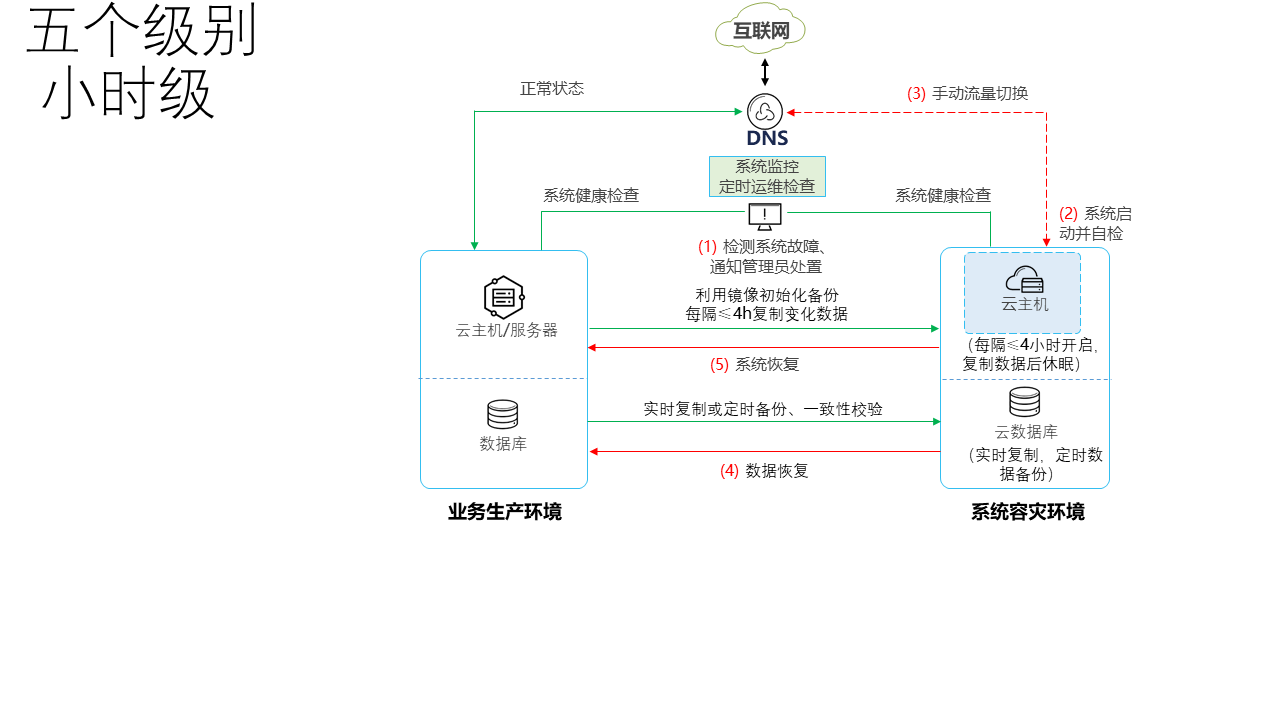 五个级别
小时级
互联网
正常状态
(3) 手动流量切换
DNS
系统监控
定时运维检查
系统健康检查
系统健康检查
(2) 系统启
动并自检
(1) 检测系统故障、
通知管理员处置
利用镜像初始化备份
每隔≤4h复制变化数据
云主机/服务器
云主机
(5) 系统恢复
（每隔≤4小时开启，
复制数据后休眠）
实时复制或定时备份、一致性校验
数据库
云数据库
（实时复制，定时数
据备份）
(4) 数据恢复
业务生产环境
系统容灾环境